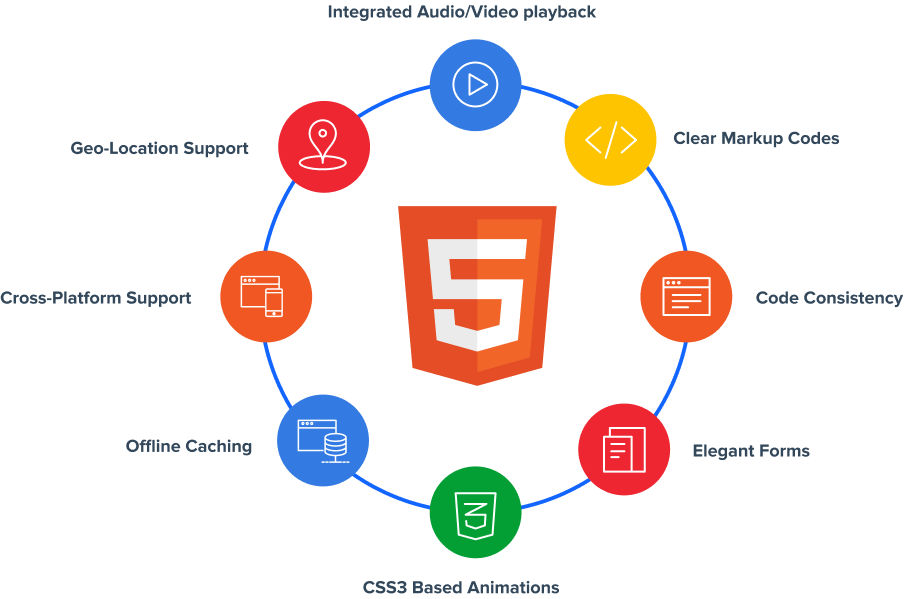 Integrated Audio/Video playback
Clear Markup Codes
Geo-Location Support
Cross-Platform Support
Code Consistency
Offline Caching
Elegant Forms
CSS3 Based Animations